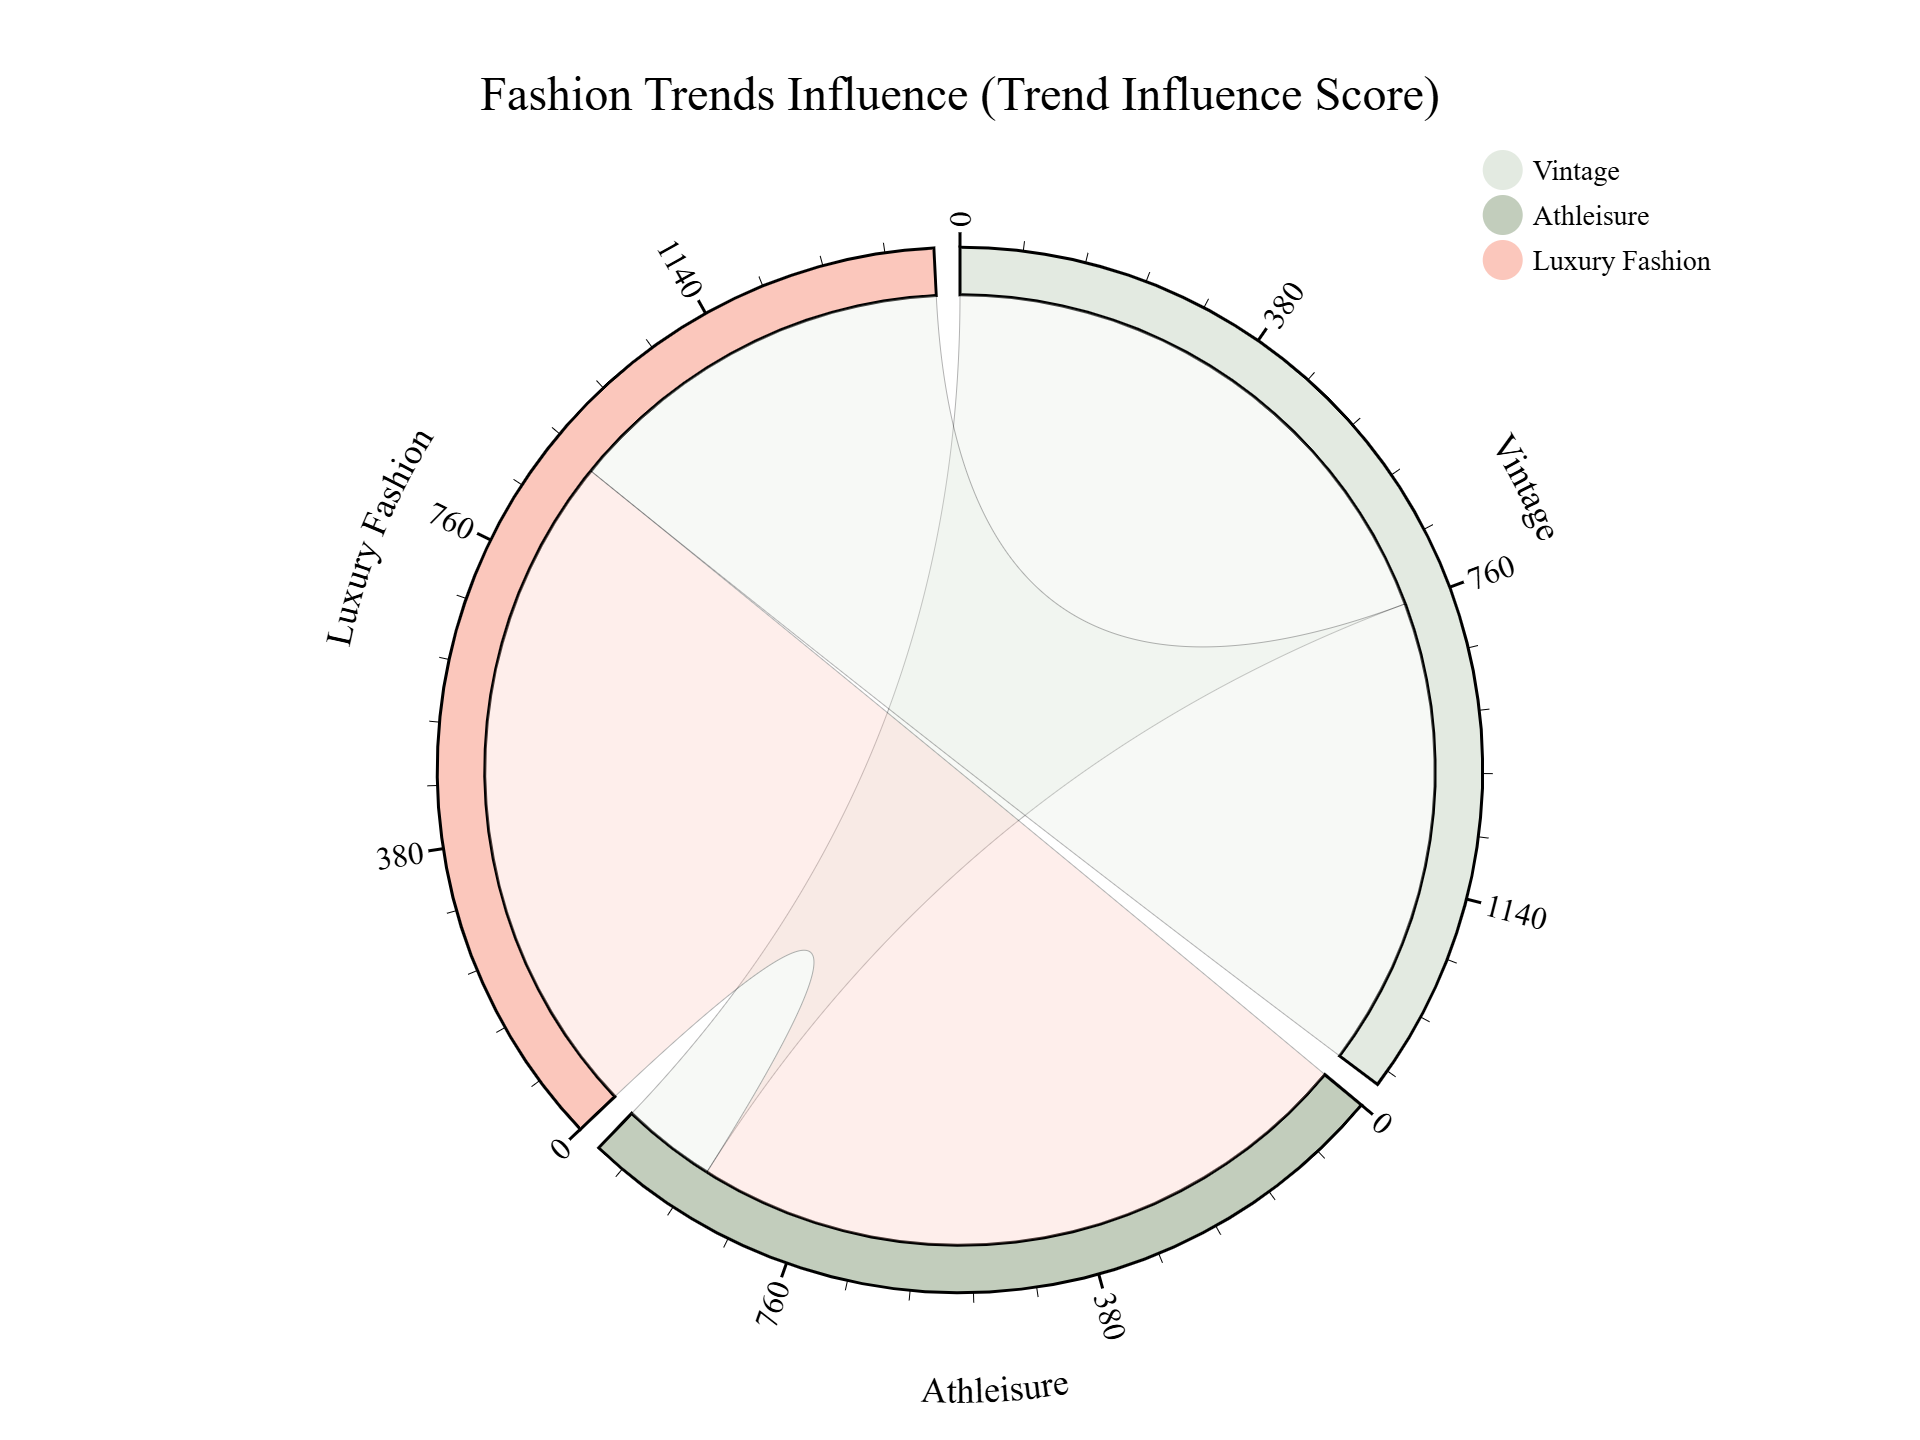 Fashion Trends Influence (Trend Influence Score)
Vintage
Athleisure
Luxury Fashion
0
380
760
1140
Vintage
0
380
760
Athleisure
0
380
760
1140
Luxury Fashion